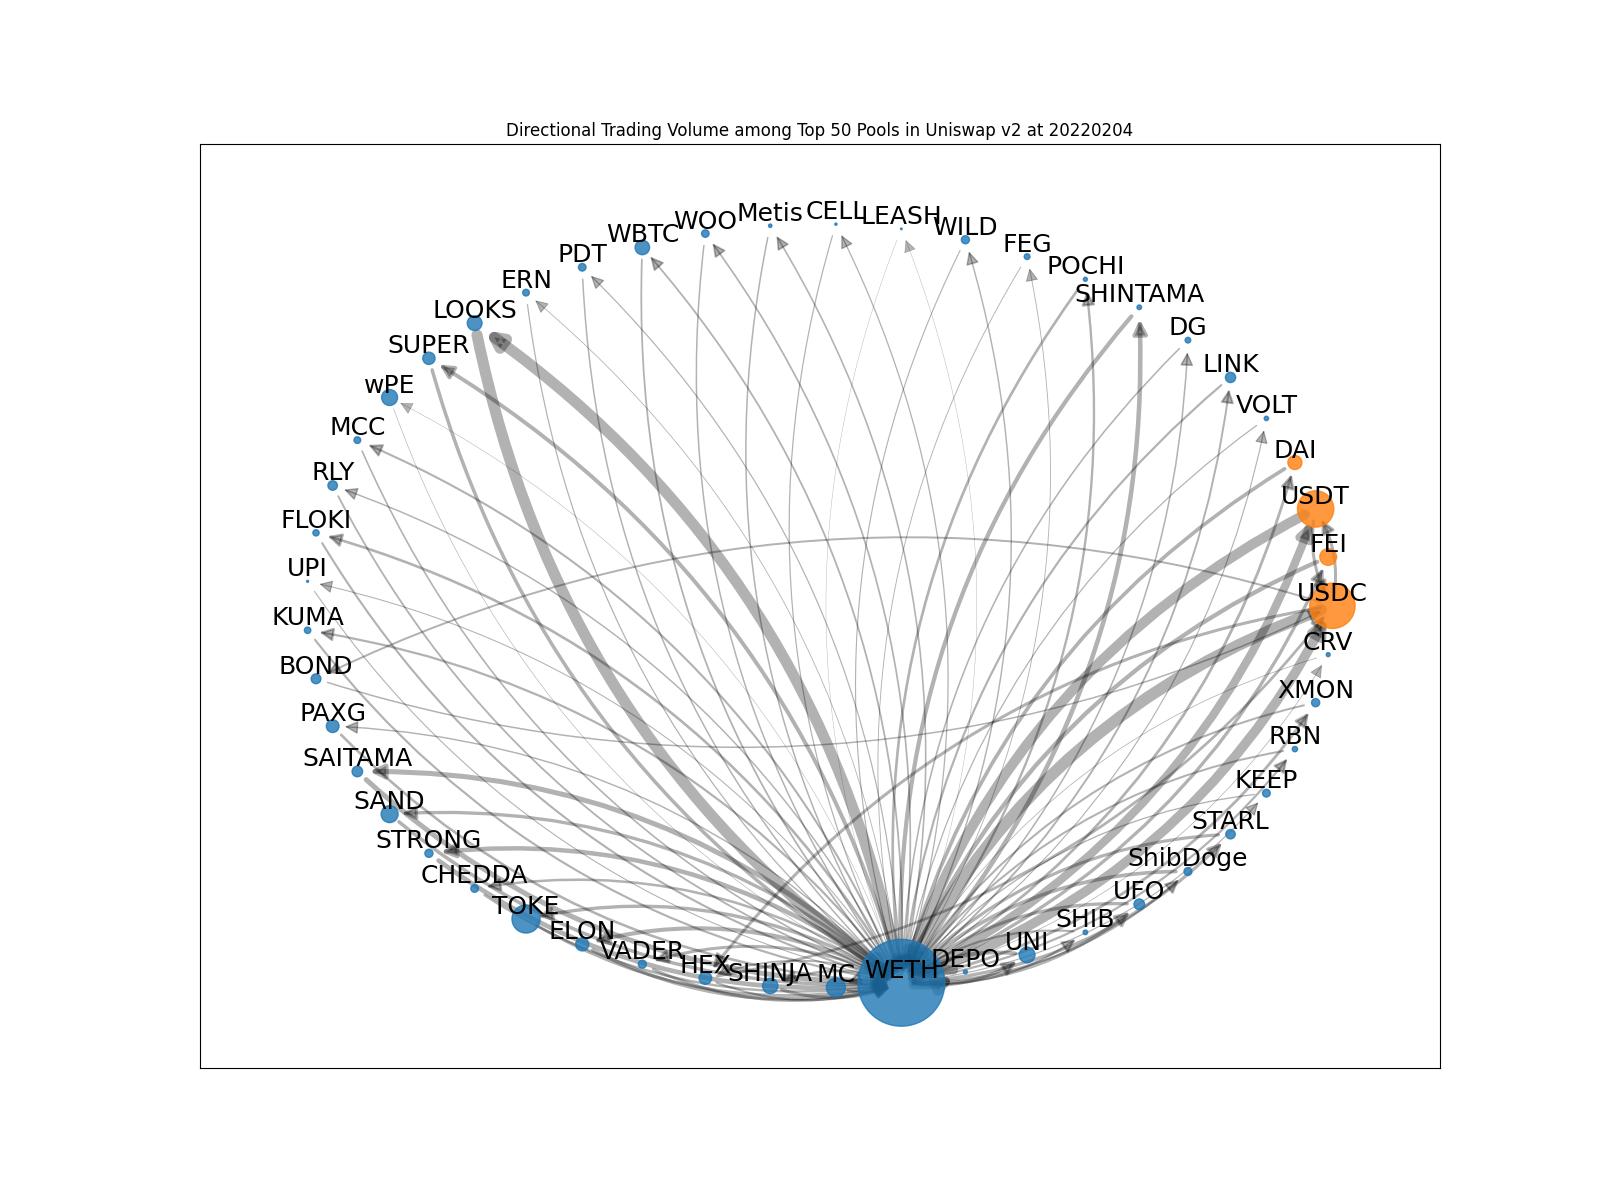 Directional Trading Volume among Top 50 Pools in Uniswap v2 at 20220204
WOO
Metis
CELL
LEASH
WILD
WBTC
FEG
PDT
POCHI
ERN
SHINTAMA
LOOKS
DG
SUPER
LINK
wPE
VOLT
MCC
DAI
RLY
USDT
FLOKI
FEI
UPI
USDC
KUMA
CRV
BOND
XMON
PAXG
RBN
SAITAMA
KEEP
SAND
STARL
STRONG
ShibDoge
CHEDDA
UFO
TOKE
SHIB
ELON
UNI
VADER
DEPO
HEX
SHINJA
MC
WETH